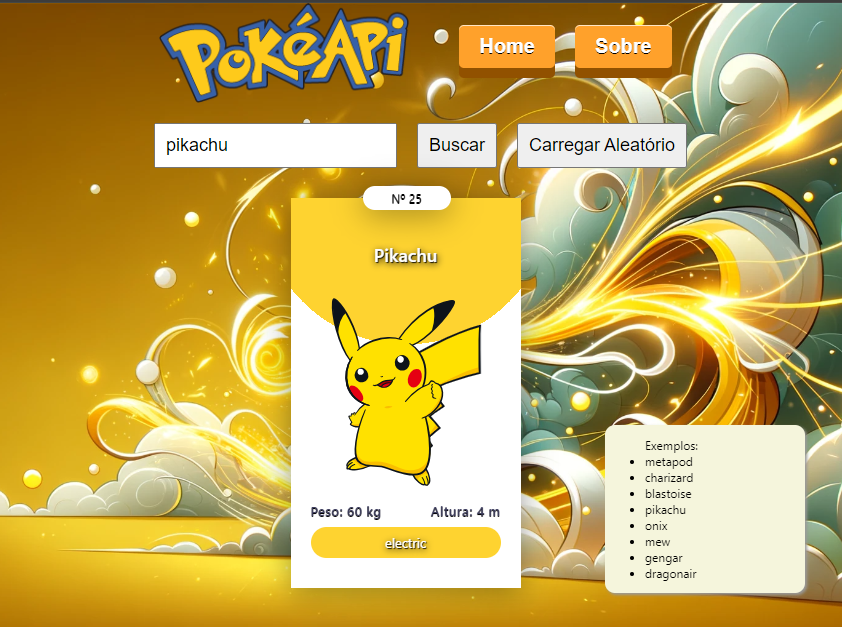 PokéApi
Home
Sobre
pikachu
Buscar
Carregar Aleatório
Nº 25
Pikachu
Peso: 60 kg
Altura: 4 m
electric
Exemplos:
metapod
charizard
blastoise
pikachu
onix
mew
gengar
dragonair